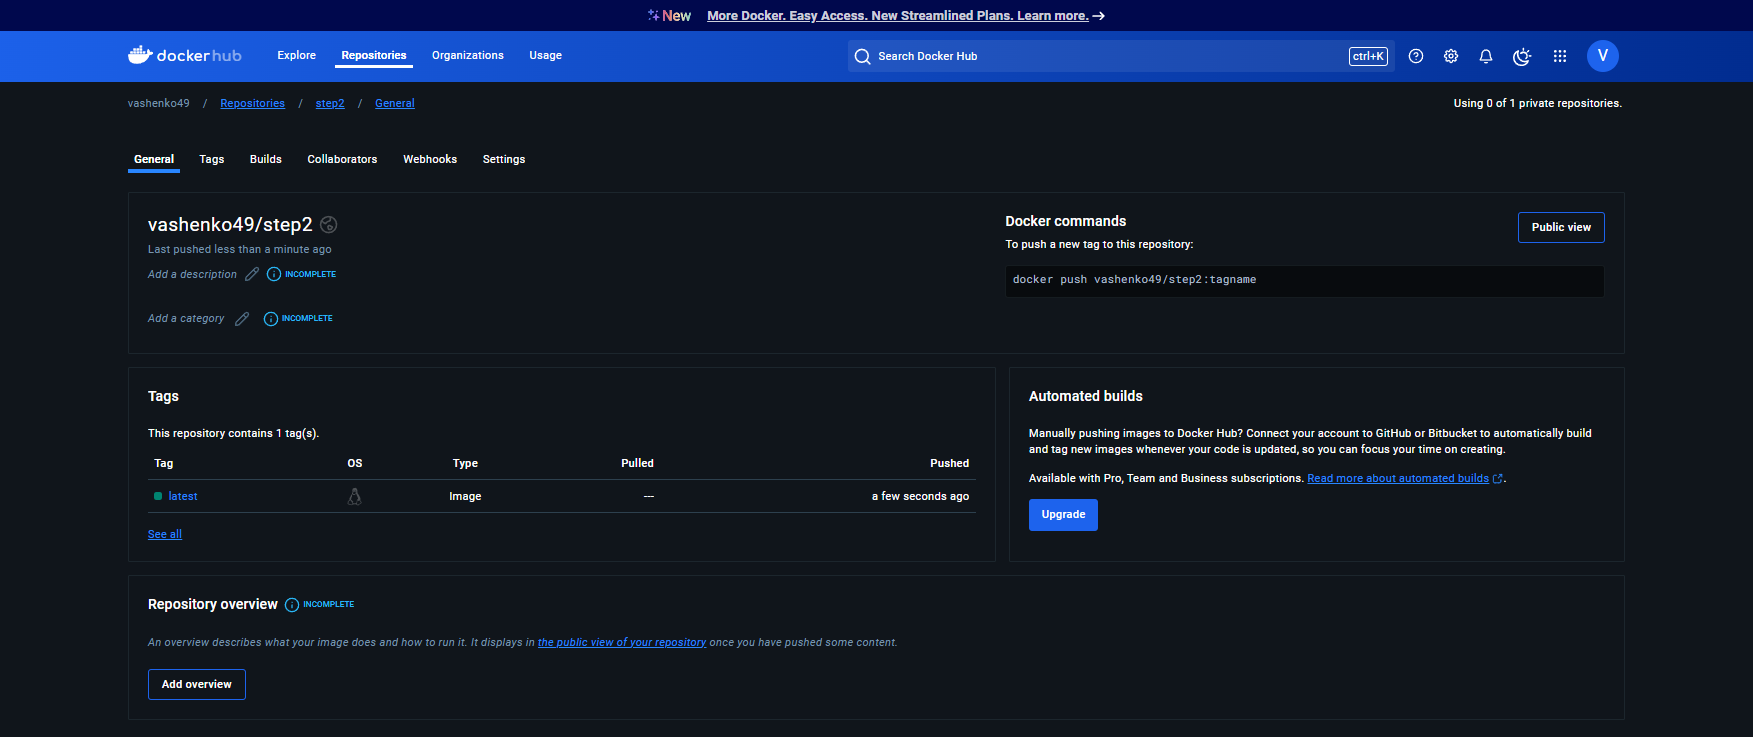 New More Docker. Easy Access. New Streamlined Plans. Learn more.
docker hub Explore Repositories Organizations Usage Search Docker Hub ctrl+K V
vashenko49 / Repositories / step2 / General Using 0 of 1 private repositories.
General Tags Builds Collaborators Webhooks Settings
vashenko49/step2
Last pushed less than a minute ago
Add a description INCOMPLETE
Add a category INCOMPLETE
Docker commands
Public view
To push a new tag to this repository:
docker push vashenko49/step2:tagname
Tags
This repository contains 1 tag(s).
Tag OS Type Pulled Pushed
latest Image --- a few seconds ago
See all
Automated builds
Manually pushing images to Docker Hub? Connect your account to GitHub or Bitbucket to automatically build
and tag new images whenever your code is updated, so you can focus your time on creating.
Available with Pro, Team and Business subscriptions. Read more about automated builds.
Upgrade
Repository overview INCOMPLETE
An overview describes what your image does and how to run it. It displays in the public view of your repository once you have pushed some content.
Add overview